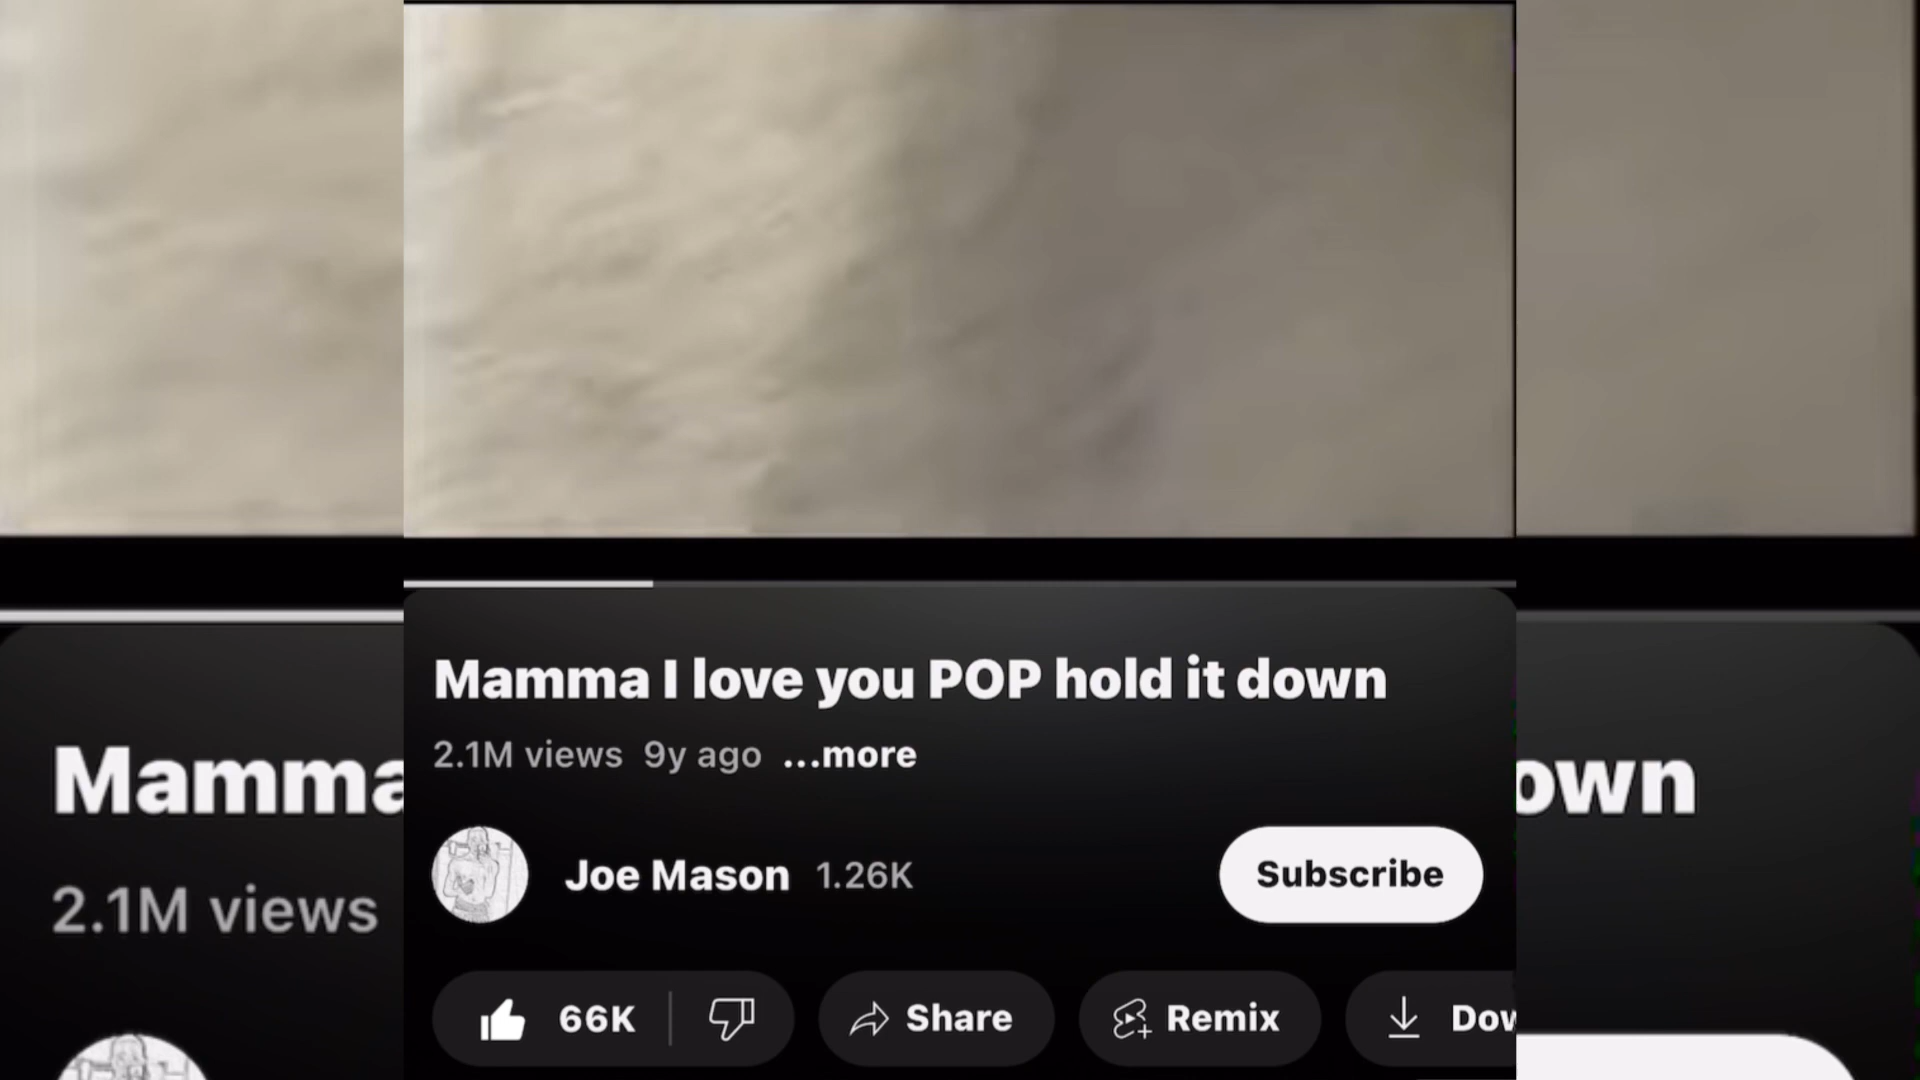 Mamma I love you POP hold it down
2.1M views 9y ago ...more
Joe Mason 1.26K
Subscribe
66K
Share
Remix
Dow
Mamma
own
2.1M views